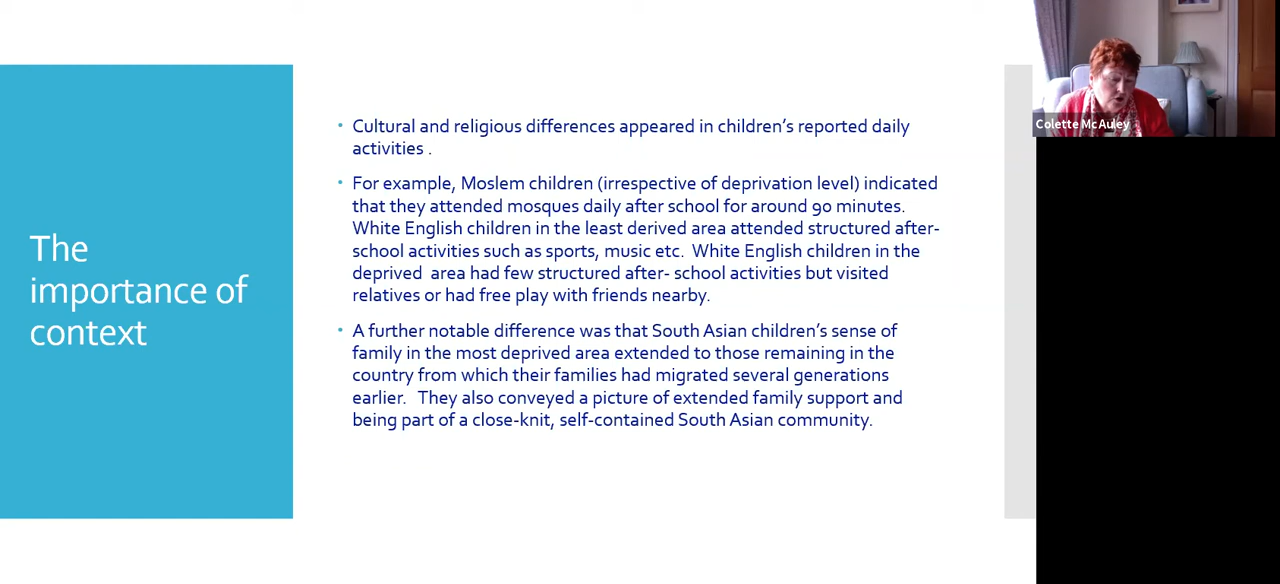 The
importance of
context
• Cultural and religious differences appeared in children's reported daily
activities .
• For example, Moslem children (irrespective of deprivation level) indicated
that they attended mosques daily after school for around 90 minutes.
White English children in the least derived area attended structured after-
school activities such as sports, music etc.  White English children in the
deprived  area had few structured after- school activities but visited
relatives or had free play with friends nearby.
• A further notable difference was that South Asian children's sense of
family in the most deprived area extended to those remaining in the
country from which their families had migrated several generations
earlier.   They also conveyed a picture of extended family support and
being part of a close-knit, self-contained South Asian community.
Colette McAuley